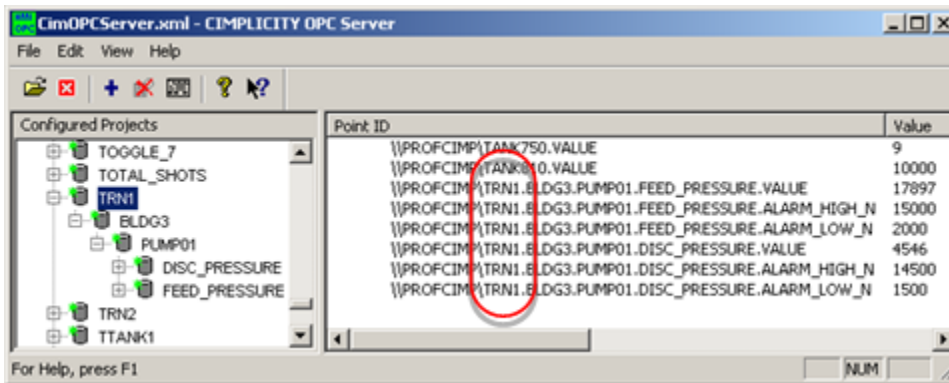 CimOPCServer.xml - CIMPLICITY OPC Server
File Edit View Help
Configured Projects
TOGGLE_7
TOTAL_SHOTS
TRN1
BLDG3
PUMP01
DISC_PRESSURE
FEED_PRESSURE
TRN2
TTANK1
Point ID Value
\\PROFCIMP\TANK750.VALUE 9
\\PROFCIMP\TANK810.VALUE 10000
\\PROFCIMP\TRN1.BLDG3.PUMP01.FEED_PRESSURE.VALUE 17897
\\PROFCIMP\TRN1.BLDG3.PUMP01.FEED_PRESSURE.ALARM_HIGH_N 15000
\\PROFCIMP\TRN1.BLDG3.PUMP01.FEED_PRESSURE.ALARM_LOW_N 2000
\\PROFCIMP\TRN1.BLDG3.PUMP01.DISC_PRESSURE.VALUE 4546
\\PROFCIMP\TRN1.BLDG3.PUMP01.DISC_PRESSURE.ALARM_HIGH_N 14500
\\PROFCIMP\TRN1.BLDG3.PUMP01.DISC_PRESSURE.ALARM_LOW_N 1500
For Help, press F1 NUM